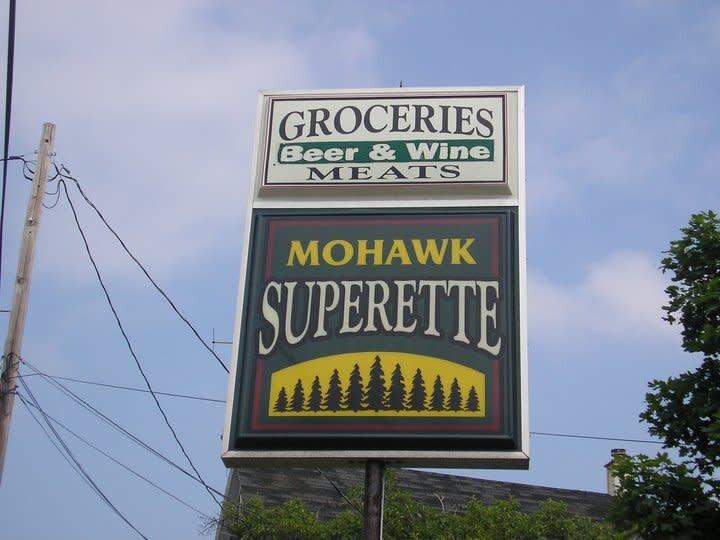 GROCERIES
Beer & Wine
MEATS
MOHAWK
SUPERETTE